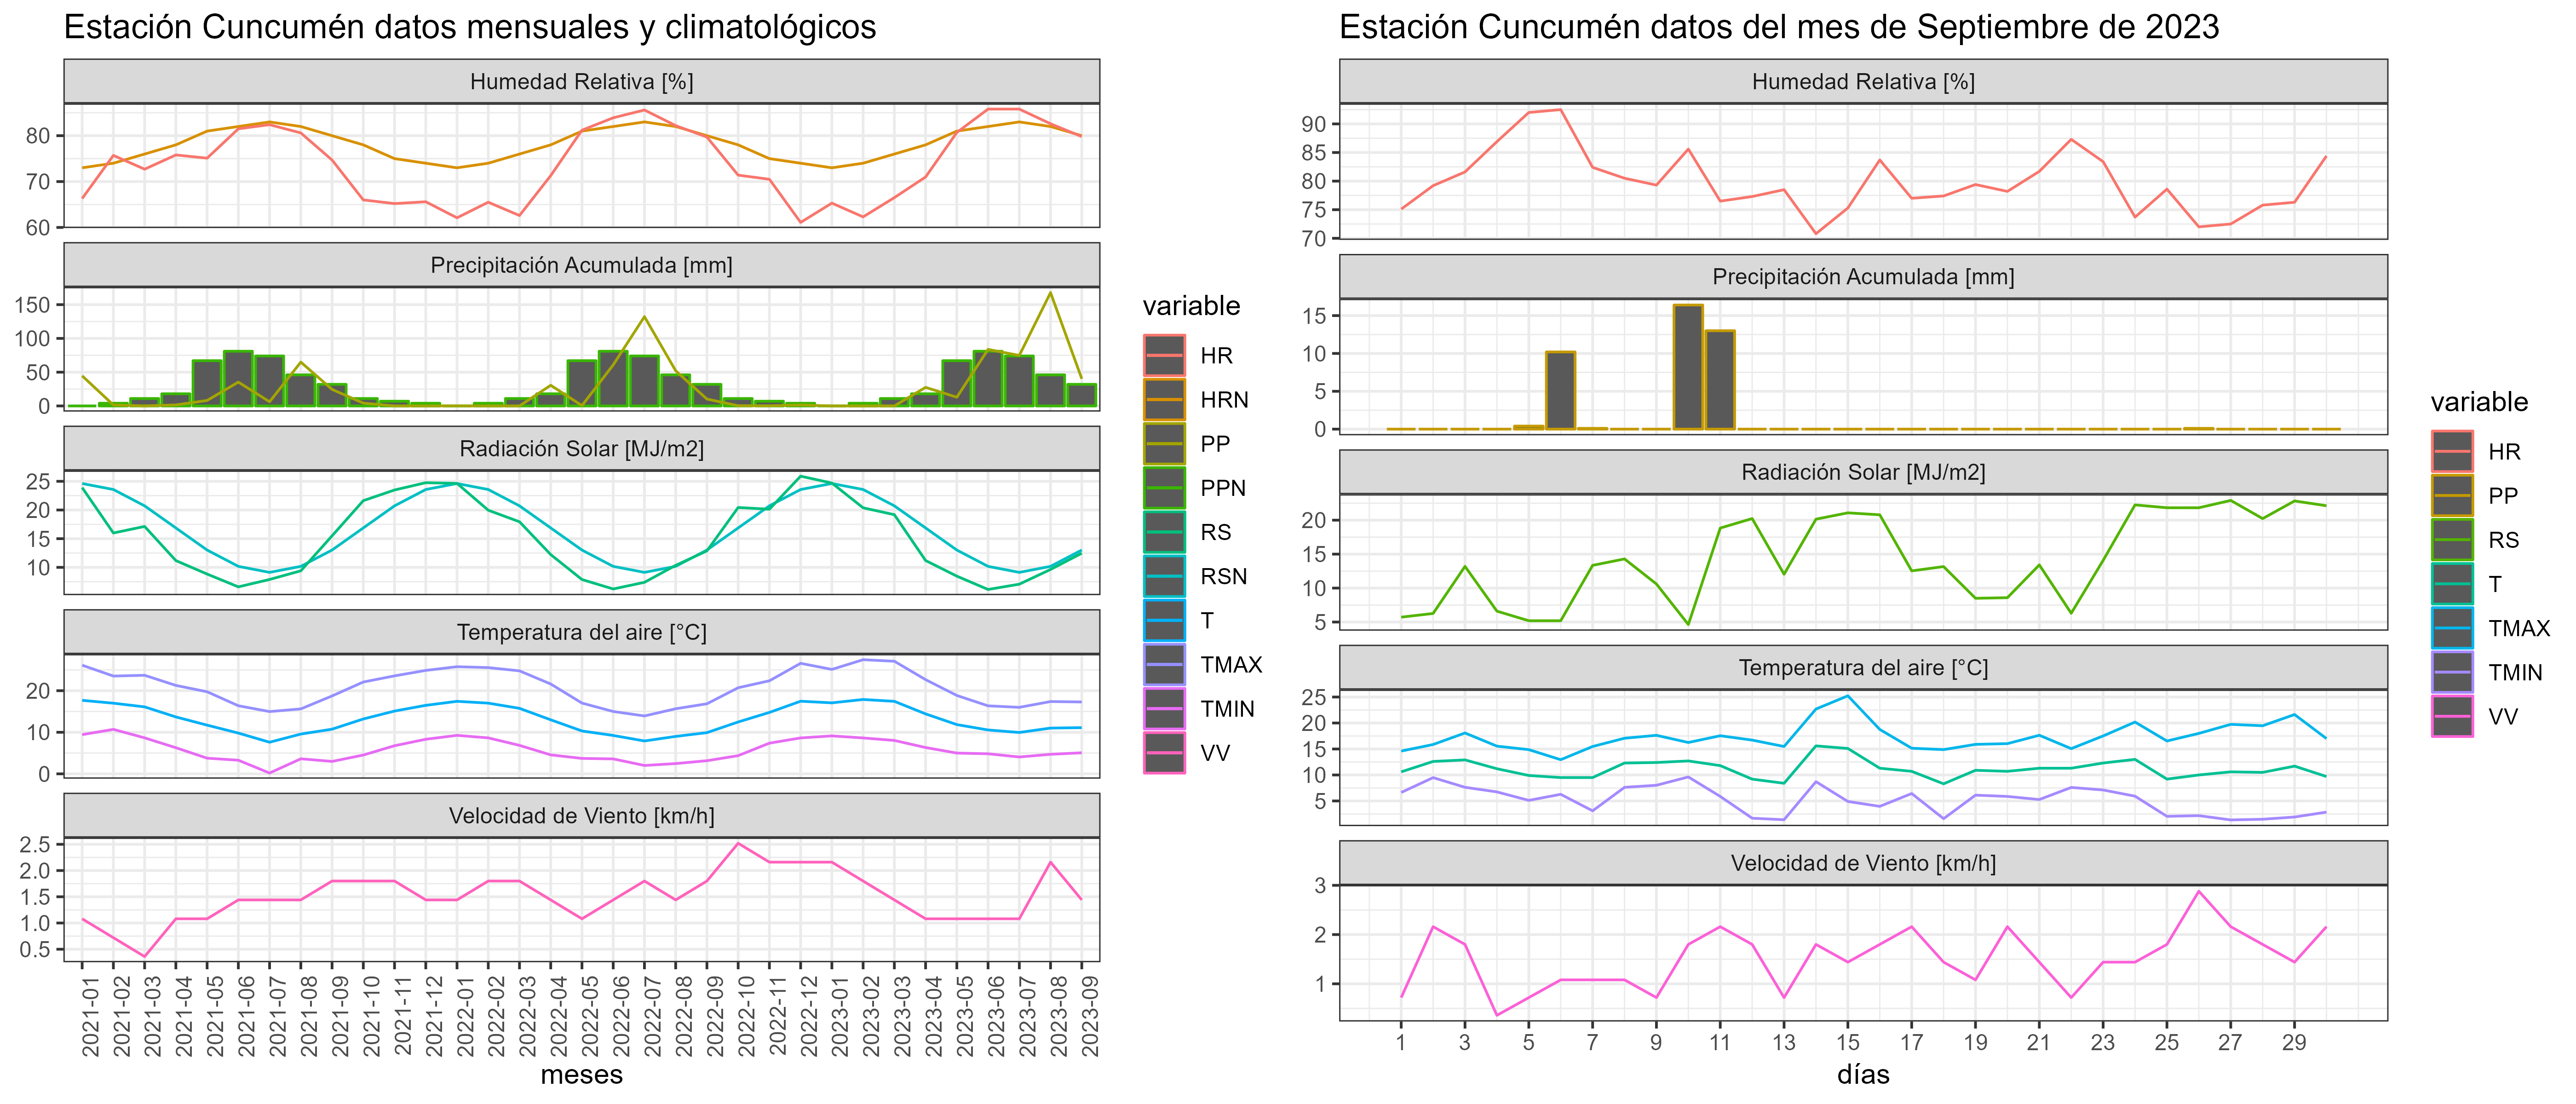 Estación Cuncumén datos mensuales y climatológicos
Humedad Relativa [%]
80
70
60
Precipitación Acumulada [mm]
150
100
50
0
Radiación Solar [MJ/m2]
25
20
15
10
Temperatura del aire [°C]
20
10
0
Velocidad de Viento [km/h]
2.5
2.0
1.5
1.0
0.5
2021-01
2021-02
2021-03
2021-04
2021-05
2021-06
2021-07
2021-08
2021-09
2021-10
2021-11
2021-12
2022-01
2022-02
2022-03
2022-04
2022-05
2022-06
2022-07
2022-08
2022-09
2022-10
2022-11
2022-12
2023-01
2023-02
2023-03
2023-04
2023-05
2023-06
2023-07
2023-08
2023-09
meses
variable
HR
HRN
PP
PPN
RS
RSN
T
TMAX
TMIN
VV
Estación Cuncumén datos del mes de Septiembre de 2023
Humedad Relativa [%]
90
85
80
75
70
Precipitación Acumulada [mm]
15
10
5
0
Radiación Solar [MJ/m2]
20
15
10
5
Temperatura del aire [°C]
25
20
15
10
5
Velocidad de Viento [km/h]
3
2
1
1 3 5 7 9 11 13 15 17 19 21 23 25 27 29
días
variable
HR
PP
RS
T
TMAX
TMIN
VV